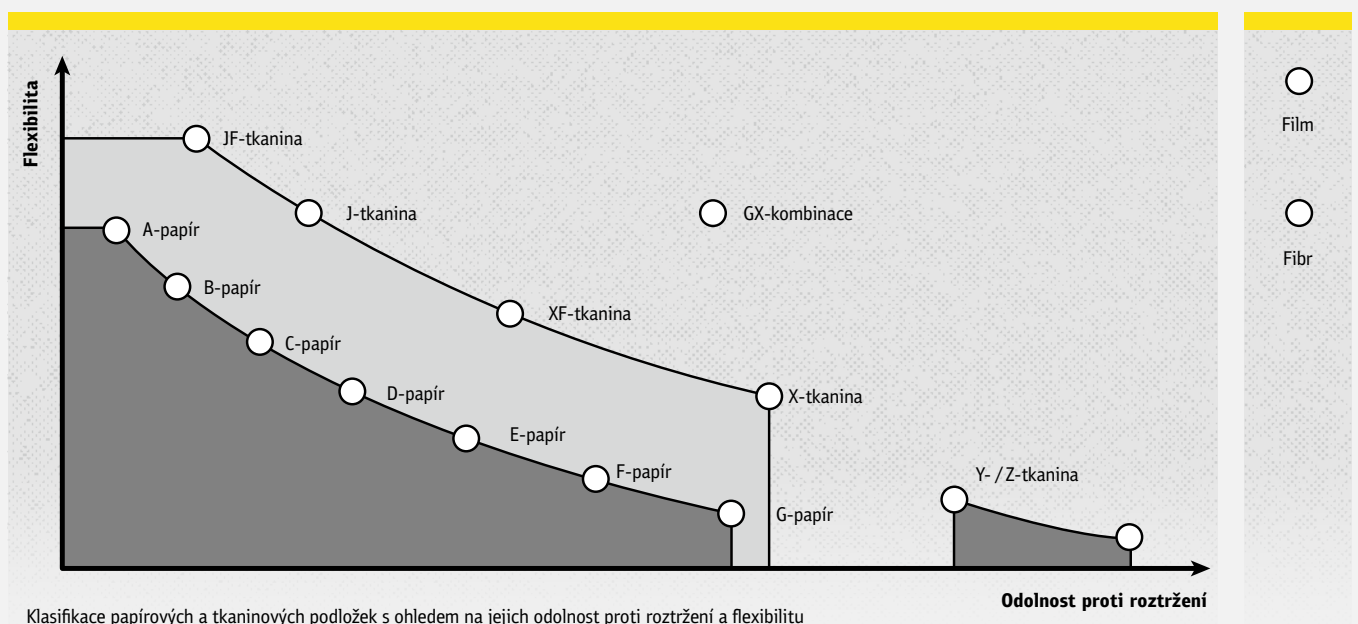 Flexibilita
JF-tkanina
J-tkanina
GX-kombinace
A-papír
B-papír
XF-tkanina
C-papír
D-papír
X-tkanina
E-papír
F-papír
Y- / Z-tkanina
G-papír
Odolnost proti roztržení
Klasifikace papírových a tkaninových podložek s ohledem na jejich odolnost proti roztržení a flexibilitu
Film
Fibr